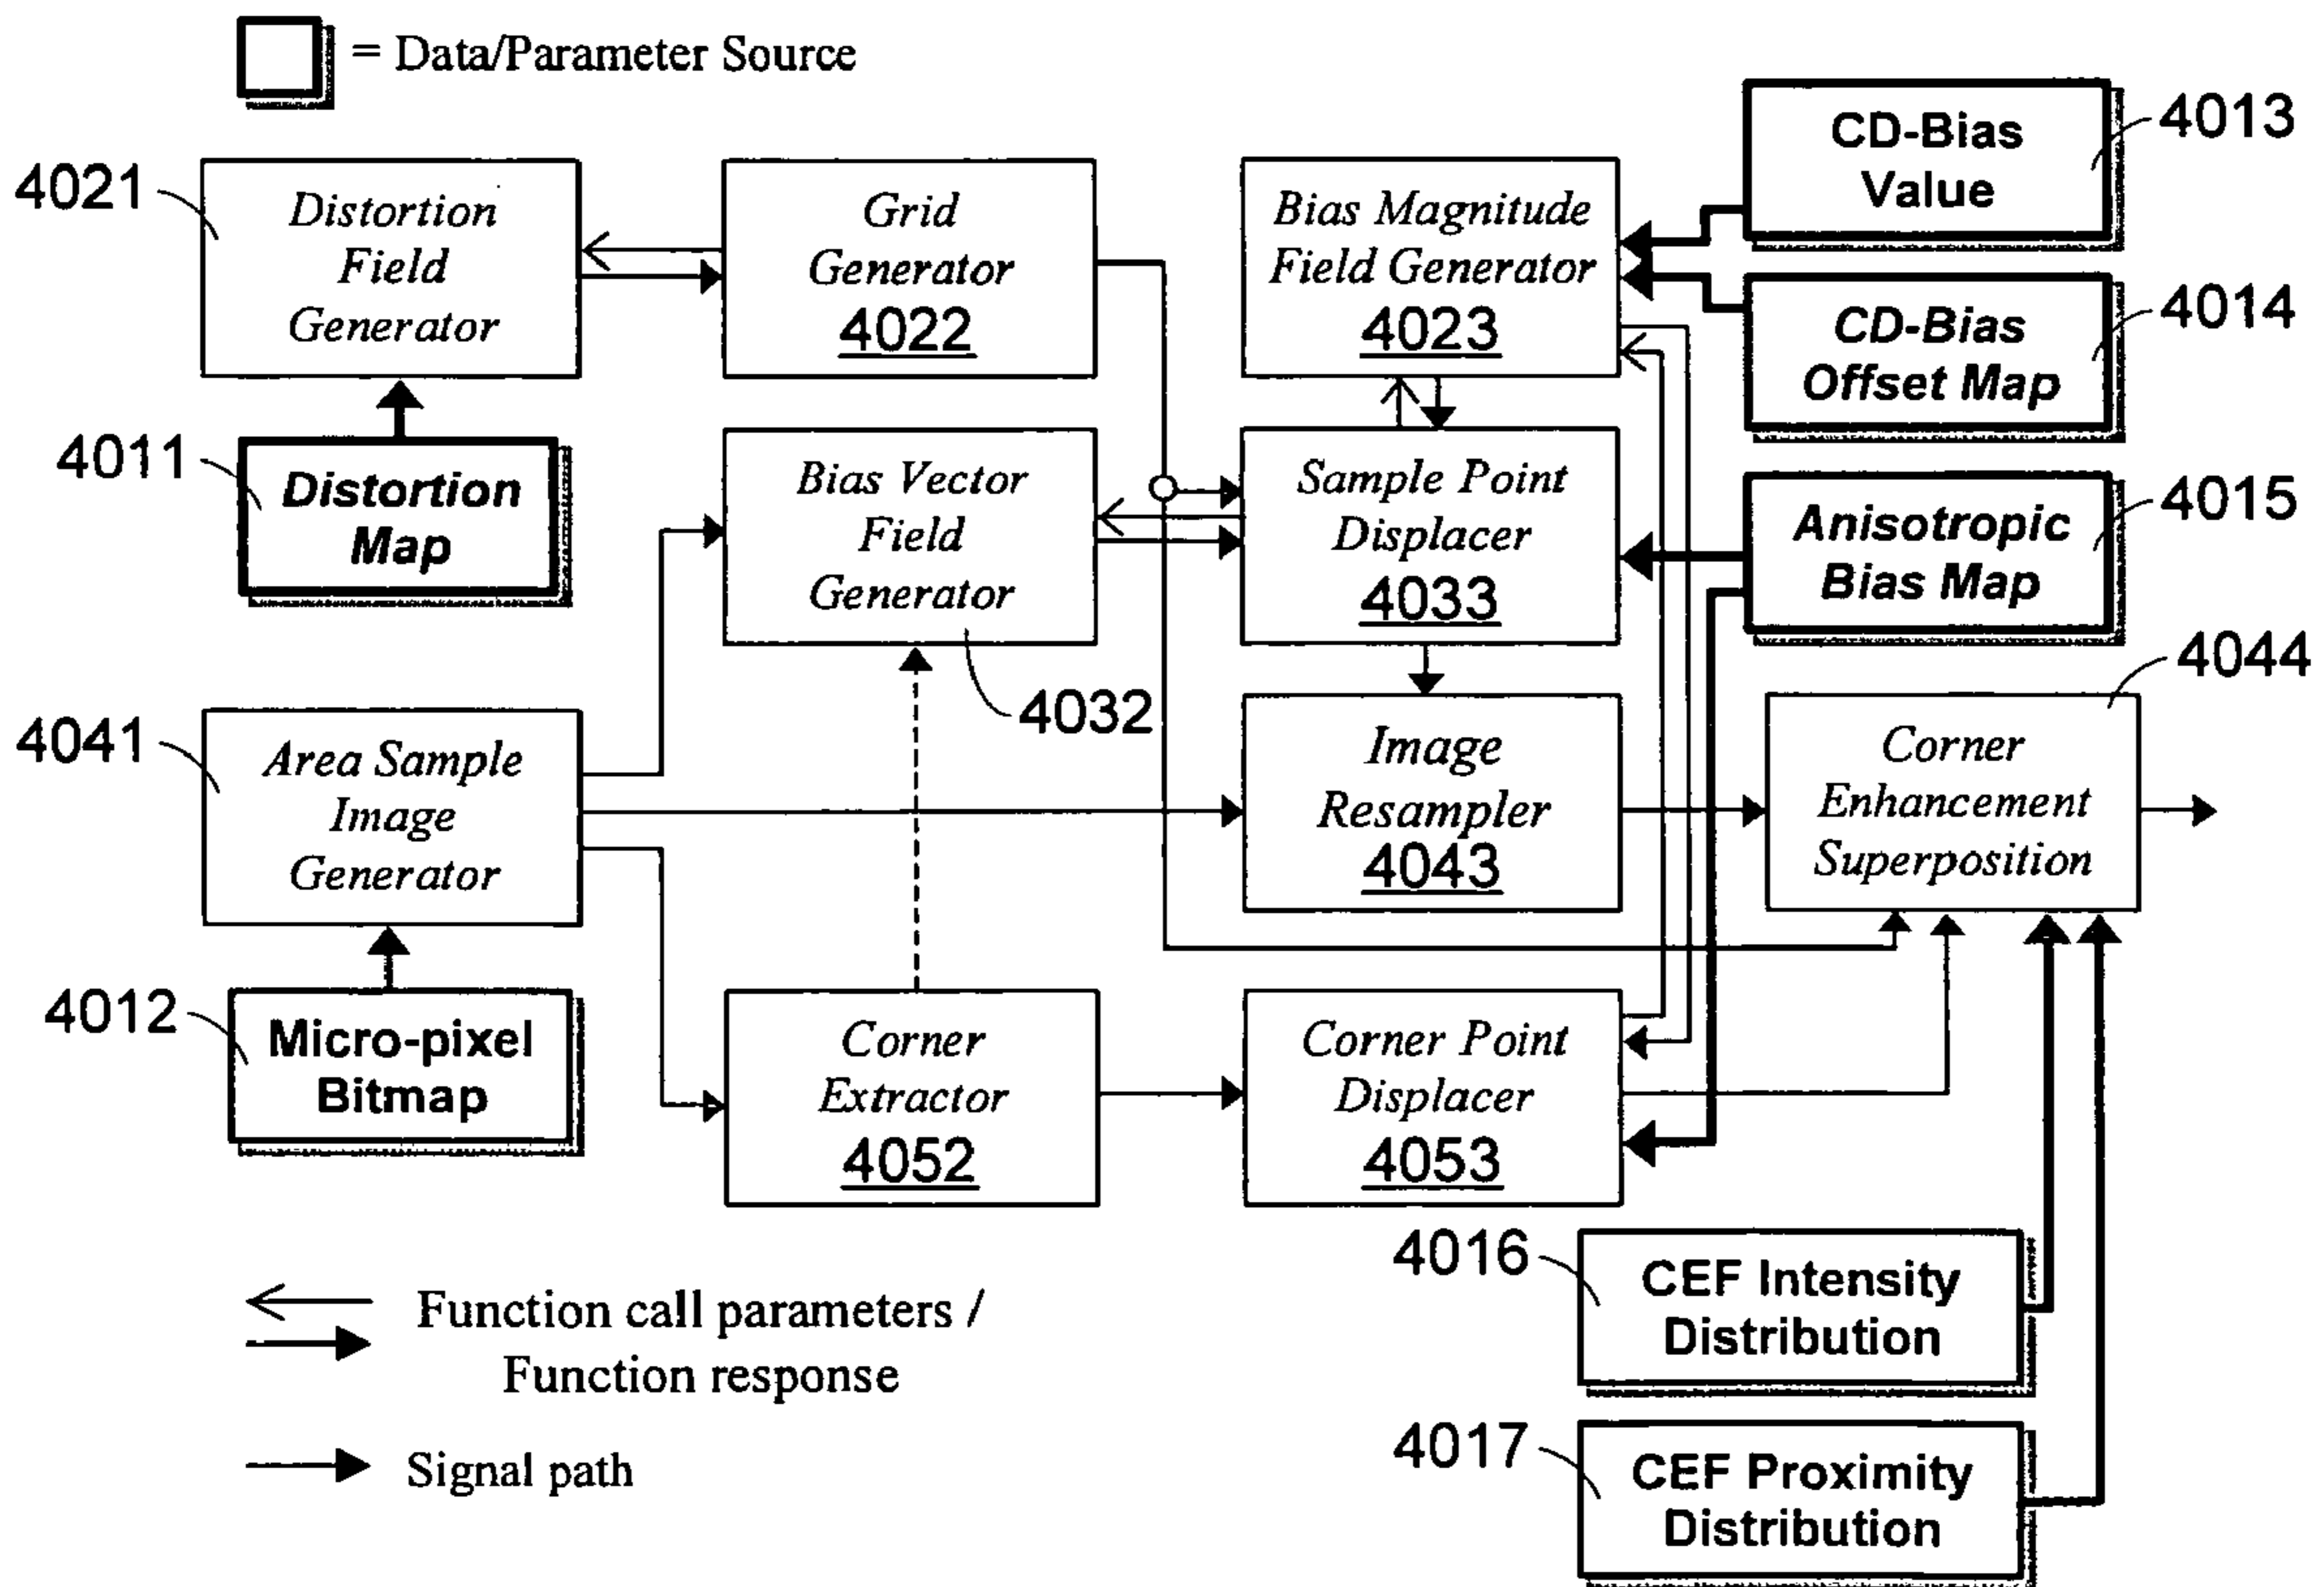 = Data/Parameter Source
CD-Bias
Value
4013
4021
Distortion
Field
Generator
Grid
Generator
4022
Bias Magnitude
Field Generator
4023
CD-Bias
Offset Map
4014
4011
Distortion
Map
Bias Vector
Field
Generator
4032
Sample Point
Displacer
4033
Anisotropic
Bias Map
4015
4041
Area Sample
Image
Generator
Image
Resampler
4043
Corner
Enhancement
Superposition
4044
4012
Micro-pixel
Bitmap
Corner
Extractor
4052
Corner Point
Displacer
4053
4016
CEF Intensity
Distribution
Function call parameters /
Function response
4017
CEF Proximity
Distribution
Signal path